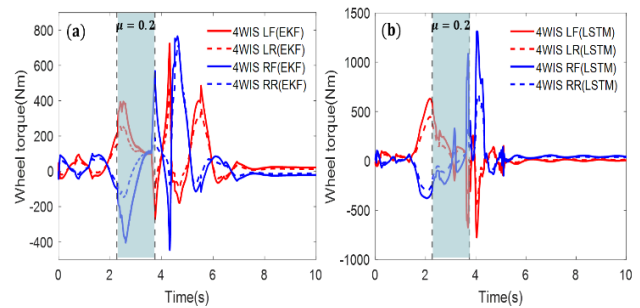 (a)
μ = 0.2
4WIS LF(EKF)
4WIS LR(EKF)
4WIS RF(EKF)
4WIS RR(EKF)
Wheel torque(Nm)
800
600
400
200
0
-200
-400
0 2 4 6 8 10
Time(s)
(b)
μ = 0.2
4WIS LF(LSTM)
4WIS LR(LSTM)
4WIS RF(LSTM)
4WIS RR(LSTM)
Wheel torque(Nm)
1500
1000
500
0
-500
-1000
0 2 4 6 8 10
Time(s)